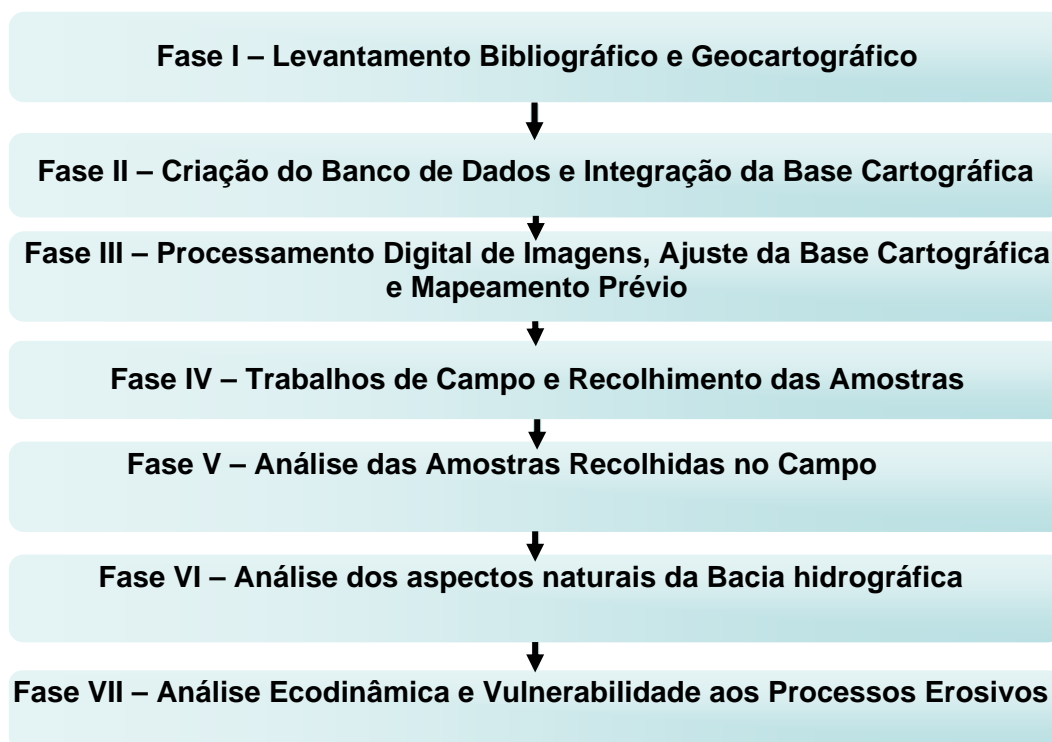 Fase I – Levantamento Bibliográfico e Geocartográfico
Fase II – Criação do Banco de Dados e Integração da Base Cartográfica
Fase III – Processamento Digital de Imagens, Ajuste da Base Cartográfica
e Mapeamento Prévio
Fase IV – Trabalhos de Campo e Recolhimento das Amostras
Fase V – Análise das Amostras Recolhidas no Campo
Fase VI – Análise dos aspectos naturais da Bacia hidrográfica
Fase VII – Análise Ecodinâmica e Vulnerabilidade aos Processos Erosivos